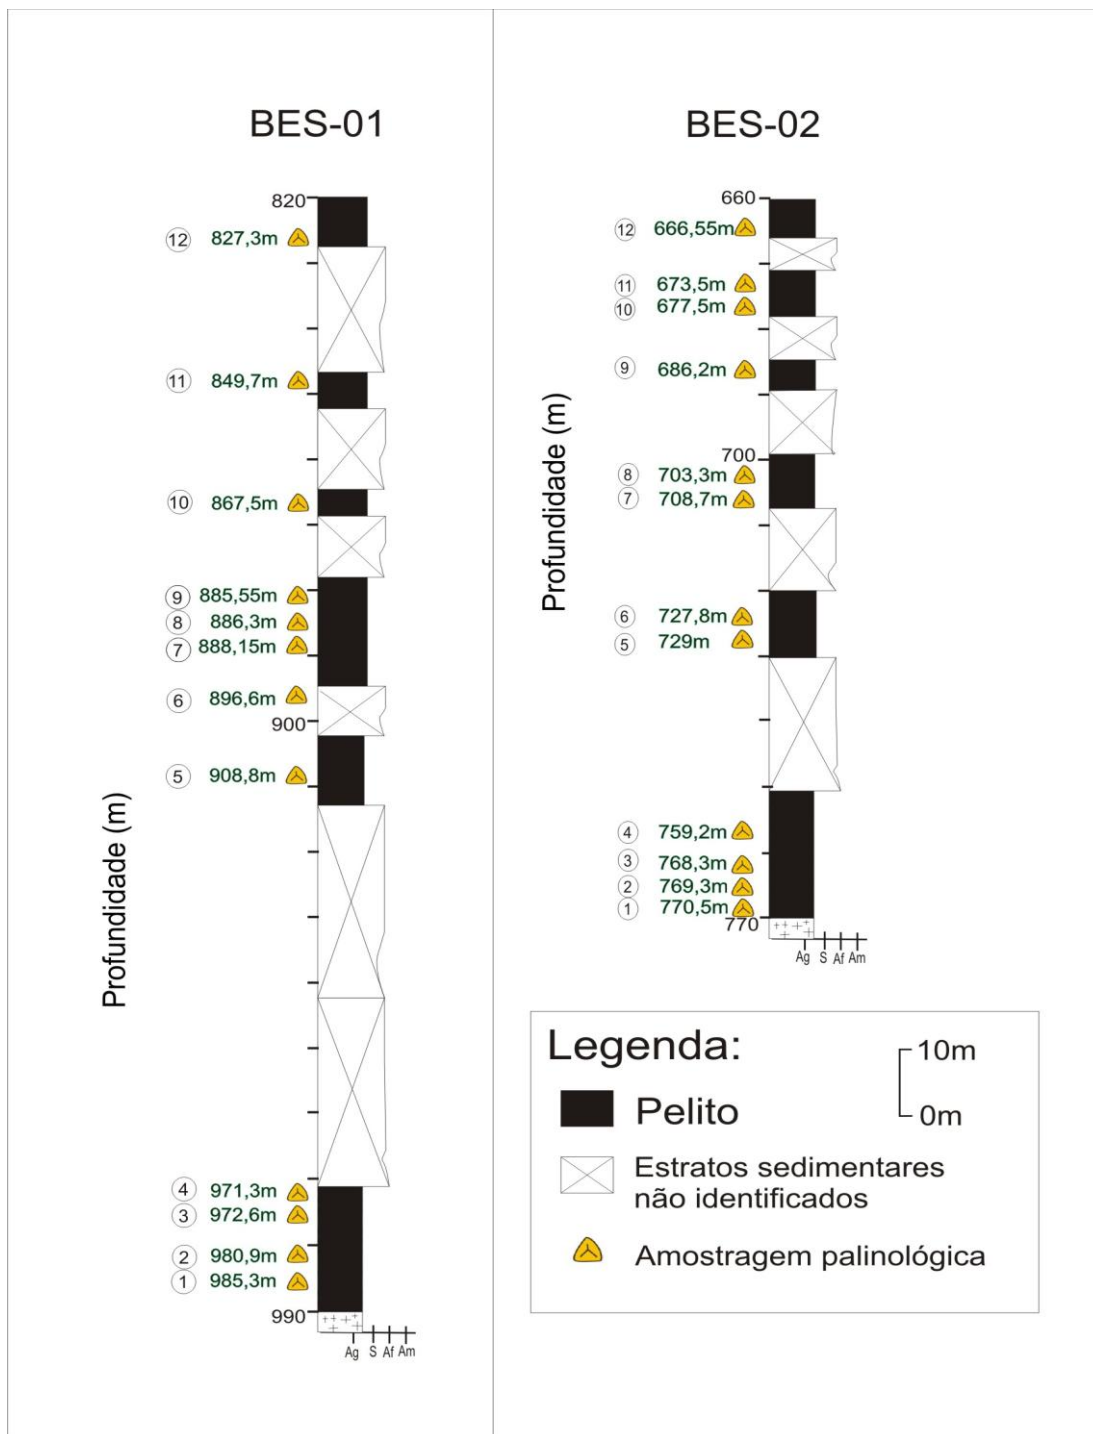 BES-01
820
12 827,3m
11 849,7m
10 867,5m
9 885,55m
8 886,3m
7 888,15m
6 896,6m
900
5 908,8m
Profundidade (m)
4 971,3m
3 972,6m
2 980,9m
1 985,3m
990
Ag S Af Am
BES-02
660
12 666,55m
11 673,5m
10 677,5m
9 686,2m
Profundidade (m)
700
8 703,3m
7 708,7m
6 727,8m
5 729m
4 759,2m
3 768,3m
2 769,3m
1 770,5m
770
Ag S Af Am
Legenda:
10m
0m
Pelito
Estratos sedimentares
não identificados
Amostragem palinológica